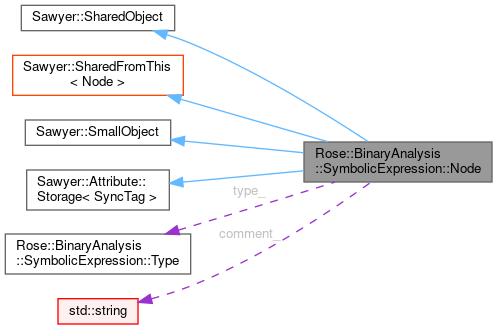 Sawyer::SharedObject
Sawyer::SharedFromThis
< Node >
Sawyer::SmallObject
Rose::BinaryAnalysis
::SymbolicExpression::Node
Sawyer::Attribute::
Storage< SyncTag >
type_
comment_
Rose::BinaryAnalysis
::SymbolicExpression::Type
std::string